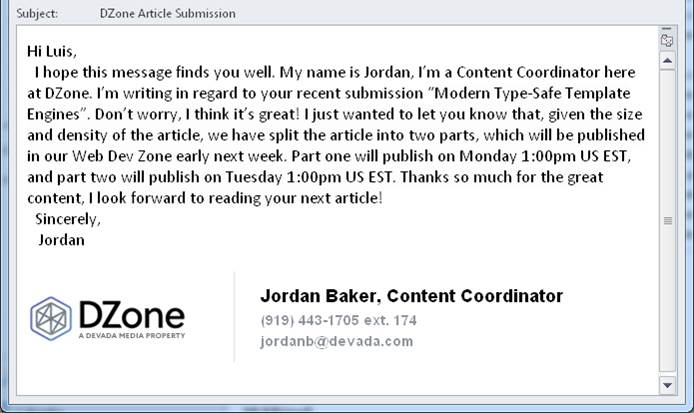 Subject: DZone Article Submission
Hi Luis,
I hope this message finds you well. My name is Jordan, I'm a Content Coordinator here
at DZone. I'm writing in regard to your recent submission "Modern Type-Safe Template
Engines". Don't worry, I think it's great! I just wanted to let you know that, given the size
and density of the article, we have split the article into two parts, which will be published
in our Web Dev Zone early next week. Part one will publish on Monday 1:00pm US EST,
and part two will publish on Tuesday 1:00pm US EST. Thanks so much for the great
content, I look forward to reading your next article!
Sincerely,
Jordan
DZone
A DEVADA MEDIA PROPERTY
Jordan Baker, Content Coordinator
(919) 443-1705 ext. 174
jordanb@devada.com